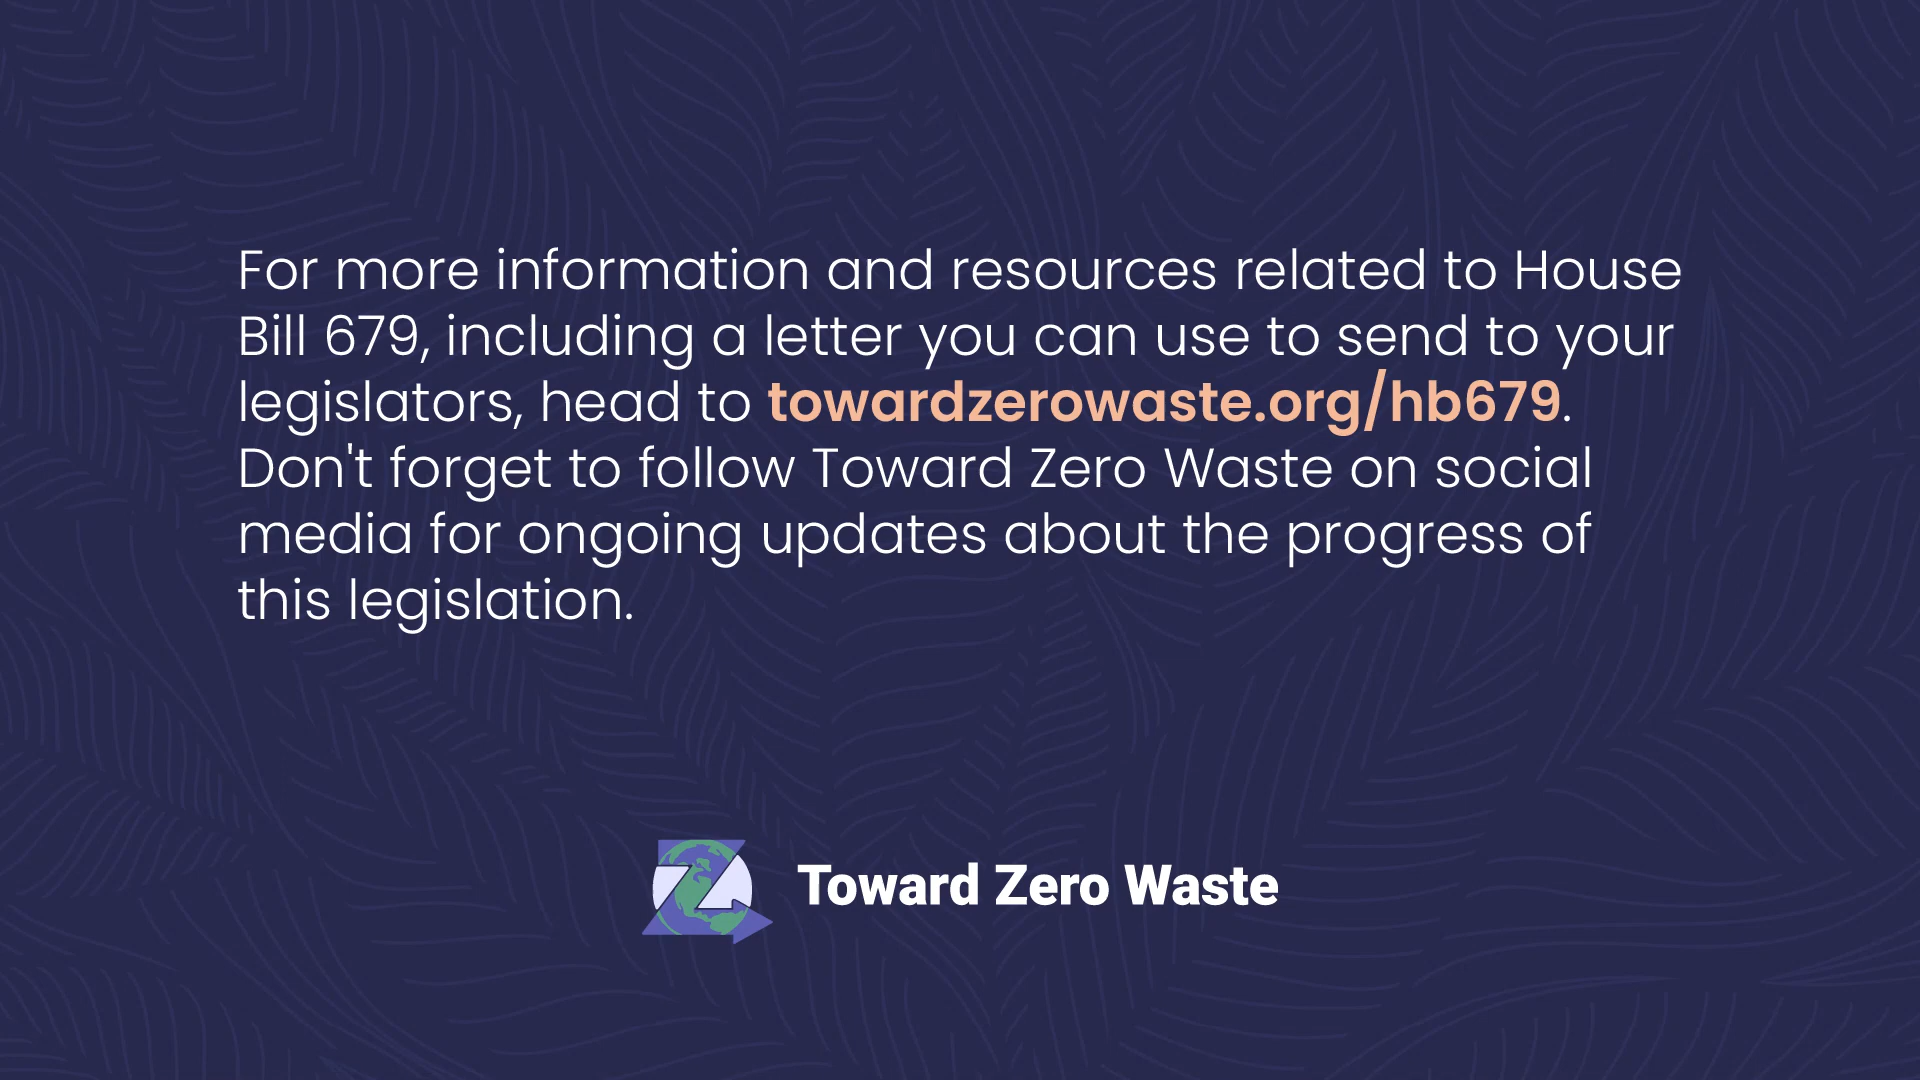 For more information and resources related to House
Bill 679, including a letter you can use to send to your
legislators, head to towardzerowaste.org/hb679.
Don't forget to follow Toward Zero Waste on social
media for ongoing updates about the progress of
this legislation.
Toward Zero Waste